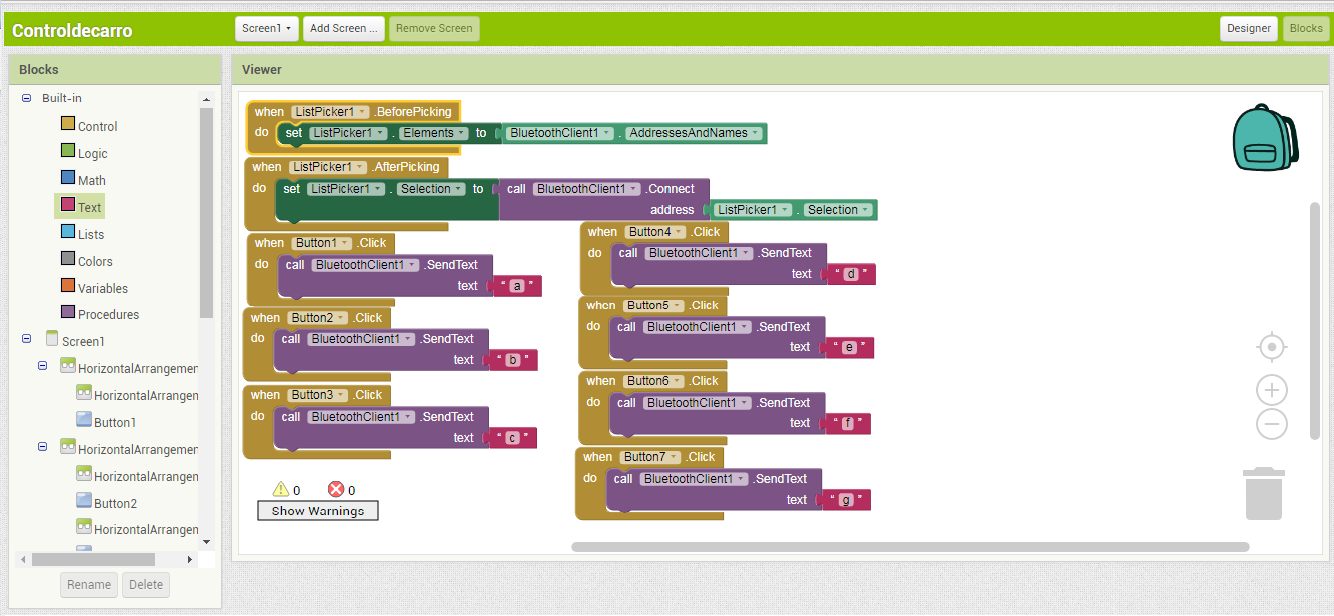 Controldecarro
Screen1
Add Screen ...
Remove Screen
Designer
Blocks
Blocks
Built-in
Control
Logic
Math
Text
Lists
Colors
Variables
Procedures
Screen1
HorizontalArrangemen
HorizontalArrangem
Button1
HorizontalArrangemen
HorizontalArrangem
Button2
HorizontalArrangem
Rename
Delete
Viewer
when ListPicker1 .BeforePicking
do set ListPicker1 . Elements to BluetoothClient1 . AddressesAndNames
when ListPicker1 .AfterPicking
do set ListPicker1 . Selection to call BluetoothClient1 .Connect
address ListPicker1 . Selection
when Button1 .Click
do call BluetoothClient1 .SendText
text “ a ”
when Button2 .Click
do call BluetoothClient1 .SendText
text “ b ”
when Button3 .Click
do call BluetoothClient1 .SendText
text “ c ”
when Button4 .Click
do call BluetoothClient1 .SendText
text “ d ”
when Button5 .Click
do call BluetoothClient1 .SendText
text “ e ”
when Button6 .Click
do call BluetoothClient1 .SendText
text “ f ”
when Button7 .Click
do call BluetoothClient1 .SendText
text “ g ”
0 0
Show Warnings